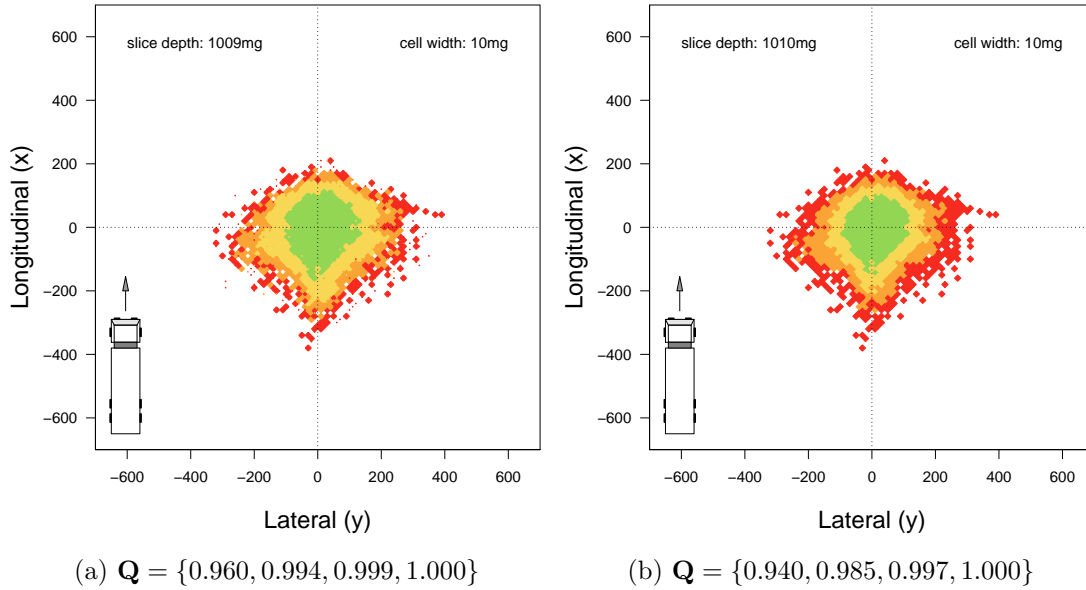 slice depth: 1009mg
cell width: 10mg
600
400
200
0
−200
−400
−600
Longitudinal (x)
−600 −400 −200 0 200 400 600
Lateral (y)
(a) Q = {0.960, 0.994, 0.999, 1.000}
slice depth: 1010mg
cell width: 10mg
600
400
200
0
−200
−400
−600
Longitudinal (x)
−600 −400 −200 0 200 400 600
Lateral (y)
(b) Q = {0.940, 0.985, 0.997, 1.000}